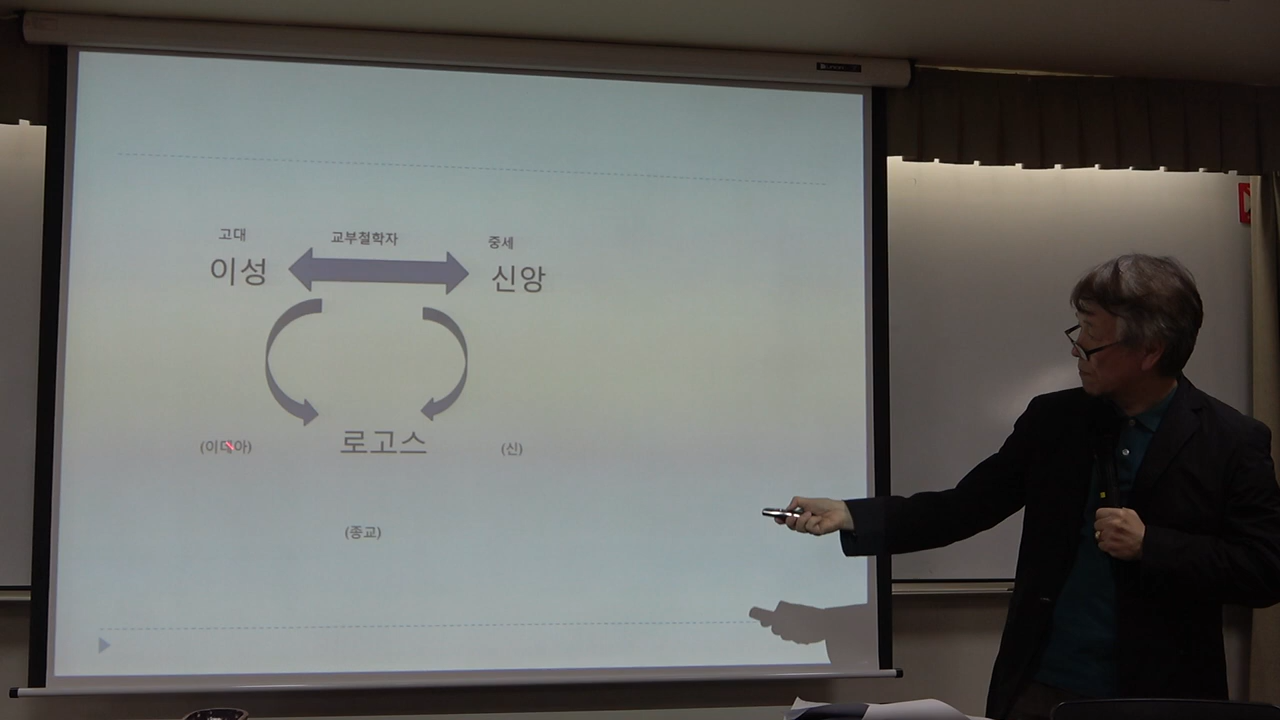 고대 교부철학자 중세
이성 신앙
(이데아) 로고스 (신)
(종교)